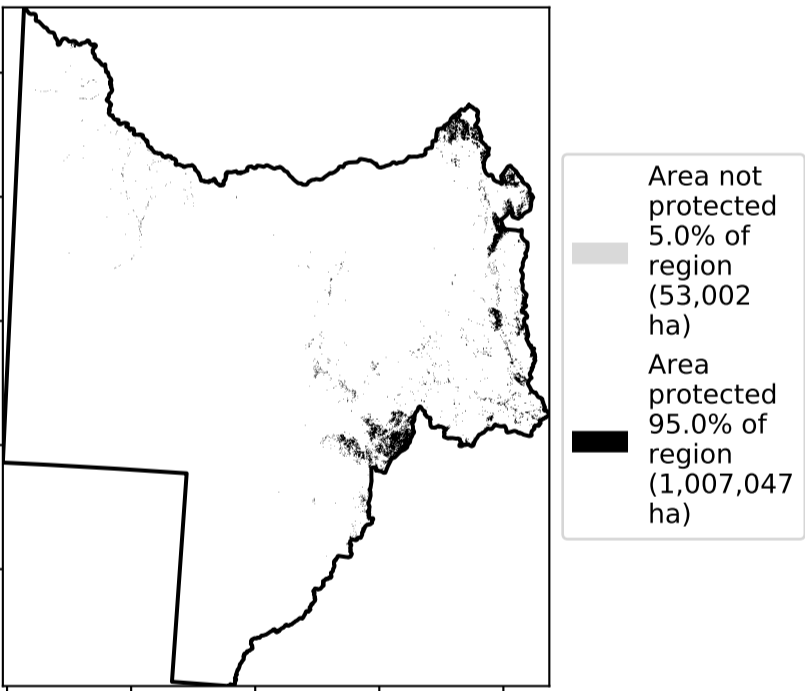 Area not
protected
5.0% of
region
(53,002
ha)
Area
protected
95.0% of
region
(1,007,047
ha)